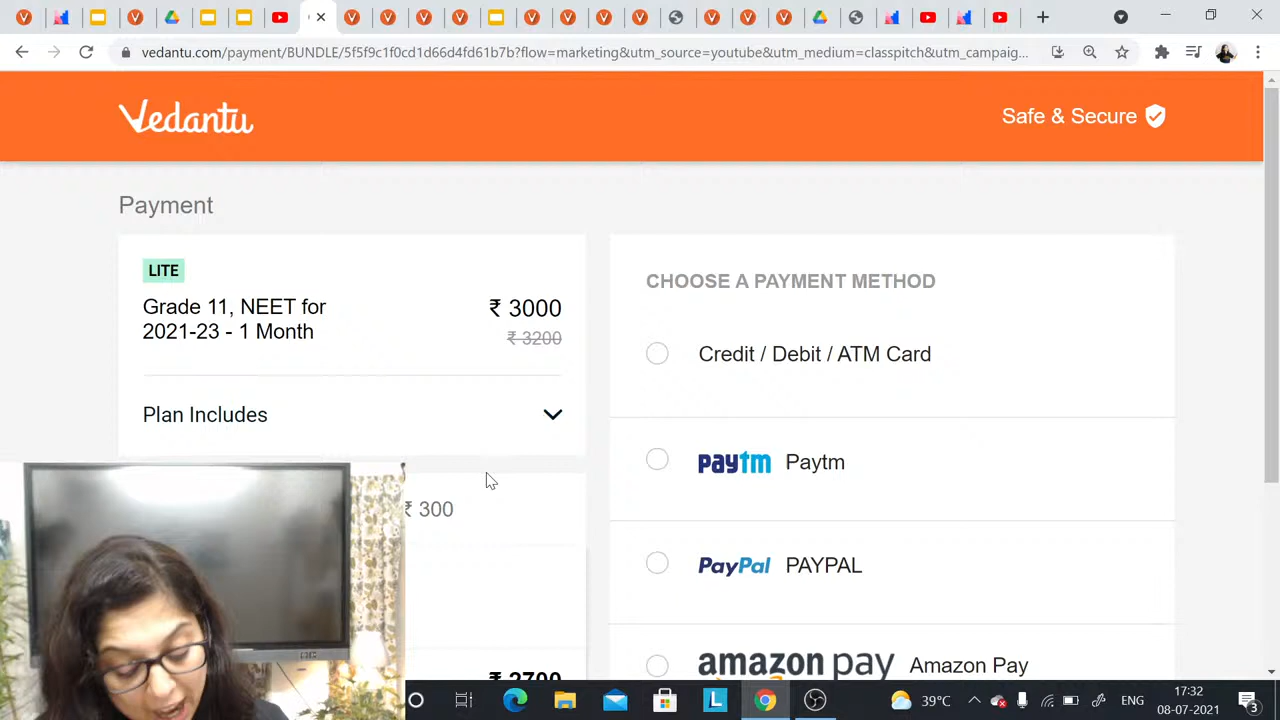 vedantu.com/payment/BUNDLE/5f5f9c1f0cd1d66d4fd61b7b?flow=marketing&utm_source=youtube&utm_medium=classpitch&utm_campaig...
Vedantu
Safe & Secure
Payment
LITE
Grade 11, NEET for
2021-23 - 1 Month
₹ 3000
₹ 3200
Plan Includes
₹ 300
₹ 2700
CHOOSE A PAYMENT METHOD
Credit / Debit / ATM Card
paytm Paytm
PayPal PAYPAL
amazon pay Amazon Pay
L
39°C
ENG
17:32
08-07-2021
3